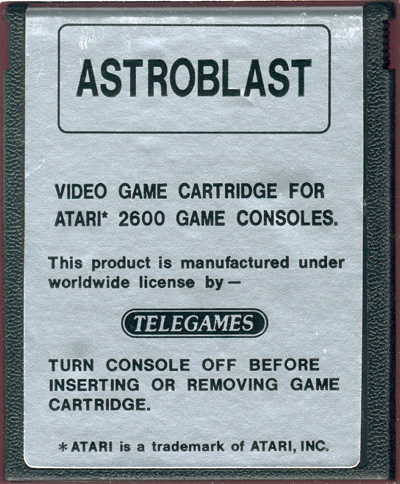 ASTROBLAST
VIDEO GAME CARTRIDGE FOR
ATARI* 2600 GAME CONSOLES.
This product is manufactured under
worldwide license by —
TELEGAMES
TURN CONSOLE OFF BEFORE
INSERTING OR REMOVING GAME
CARTRIDGE.
* ATARI is a trademark of ATARI, INC.